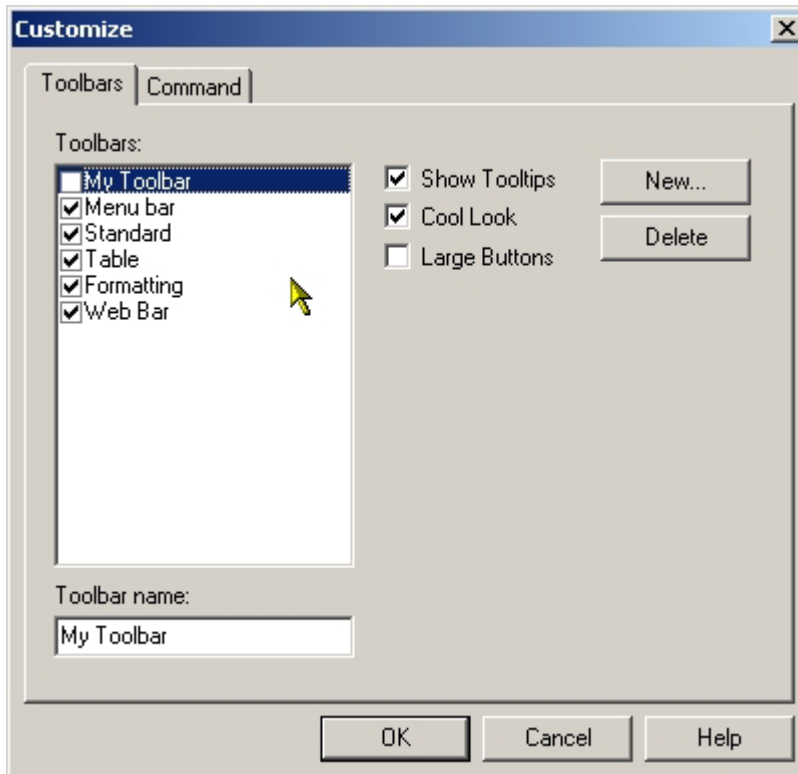 Customize
Toolbars Command
Toolbars:
My Toolbar
Menu bar
Standard
Table
Formatting
Web Bar
Show Tooltips
Cool Look
Large Buttons
New...
Delete
Toolbar name:
My Toolbar
OK Cancel Help